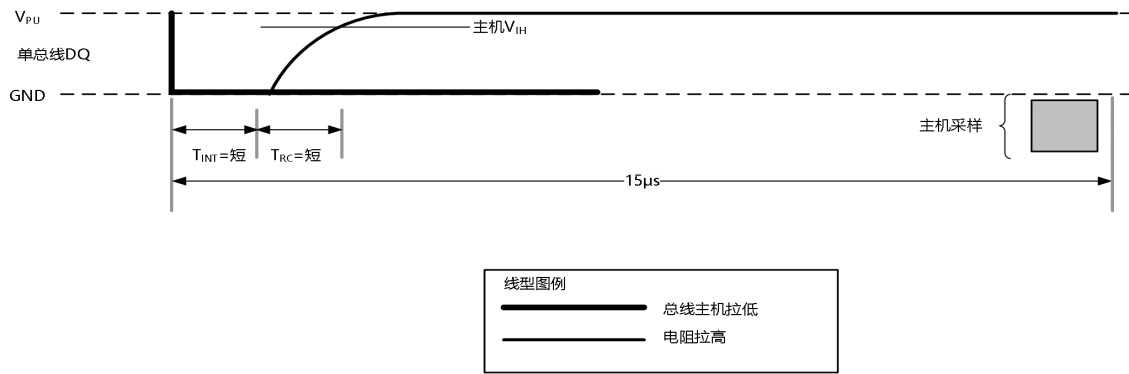 VPU
主机VIH
单总线DQ
GND
主机采样
TINT=短
TRC=短
15μs
线型图例
总线主机拉低
电阻拉高